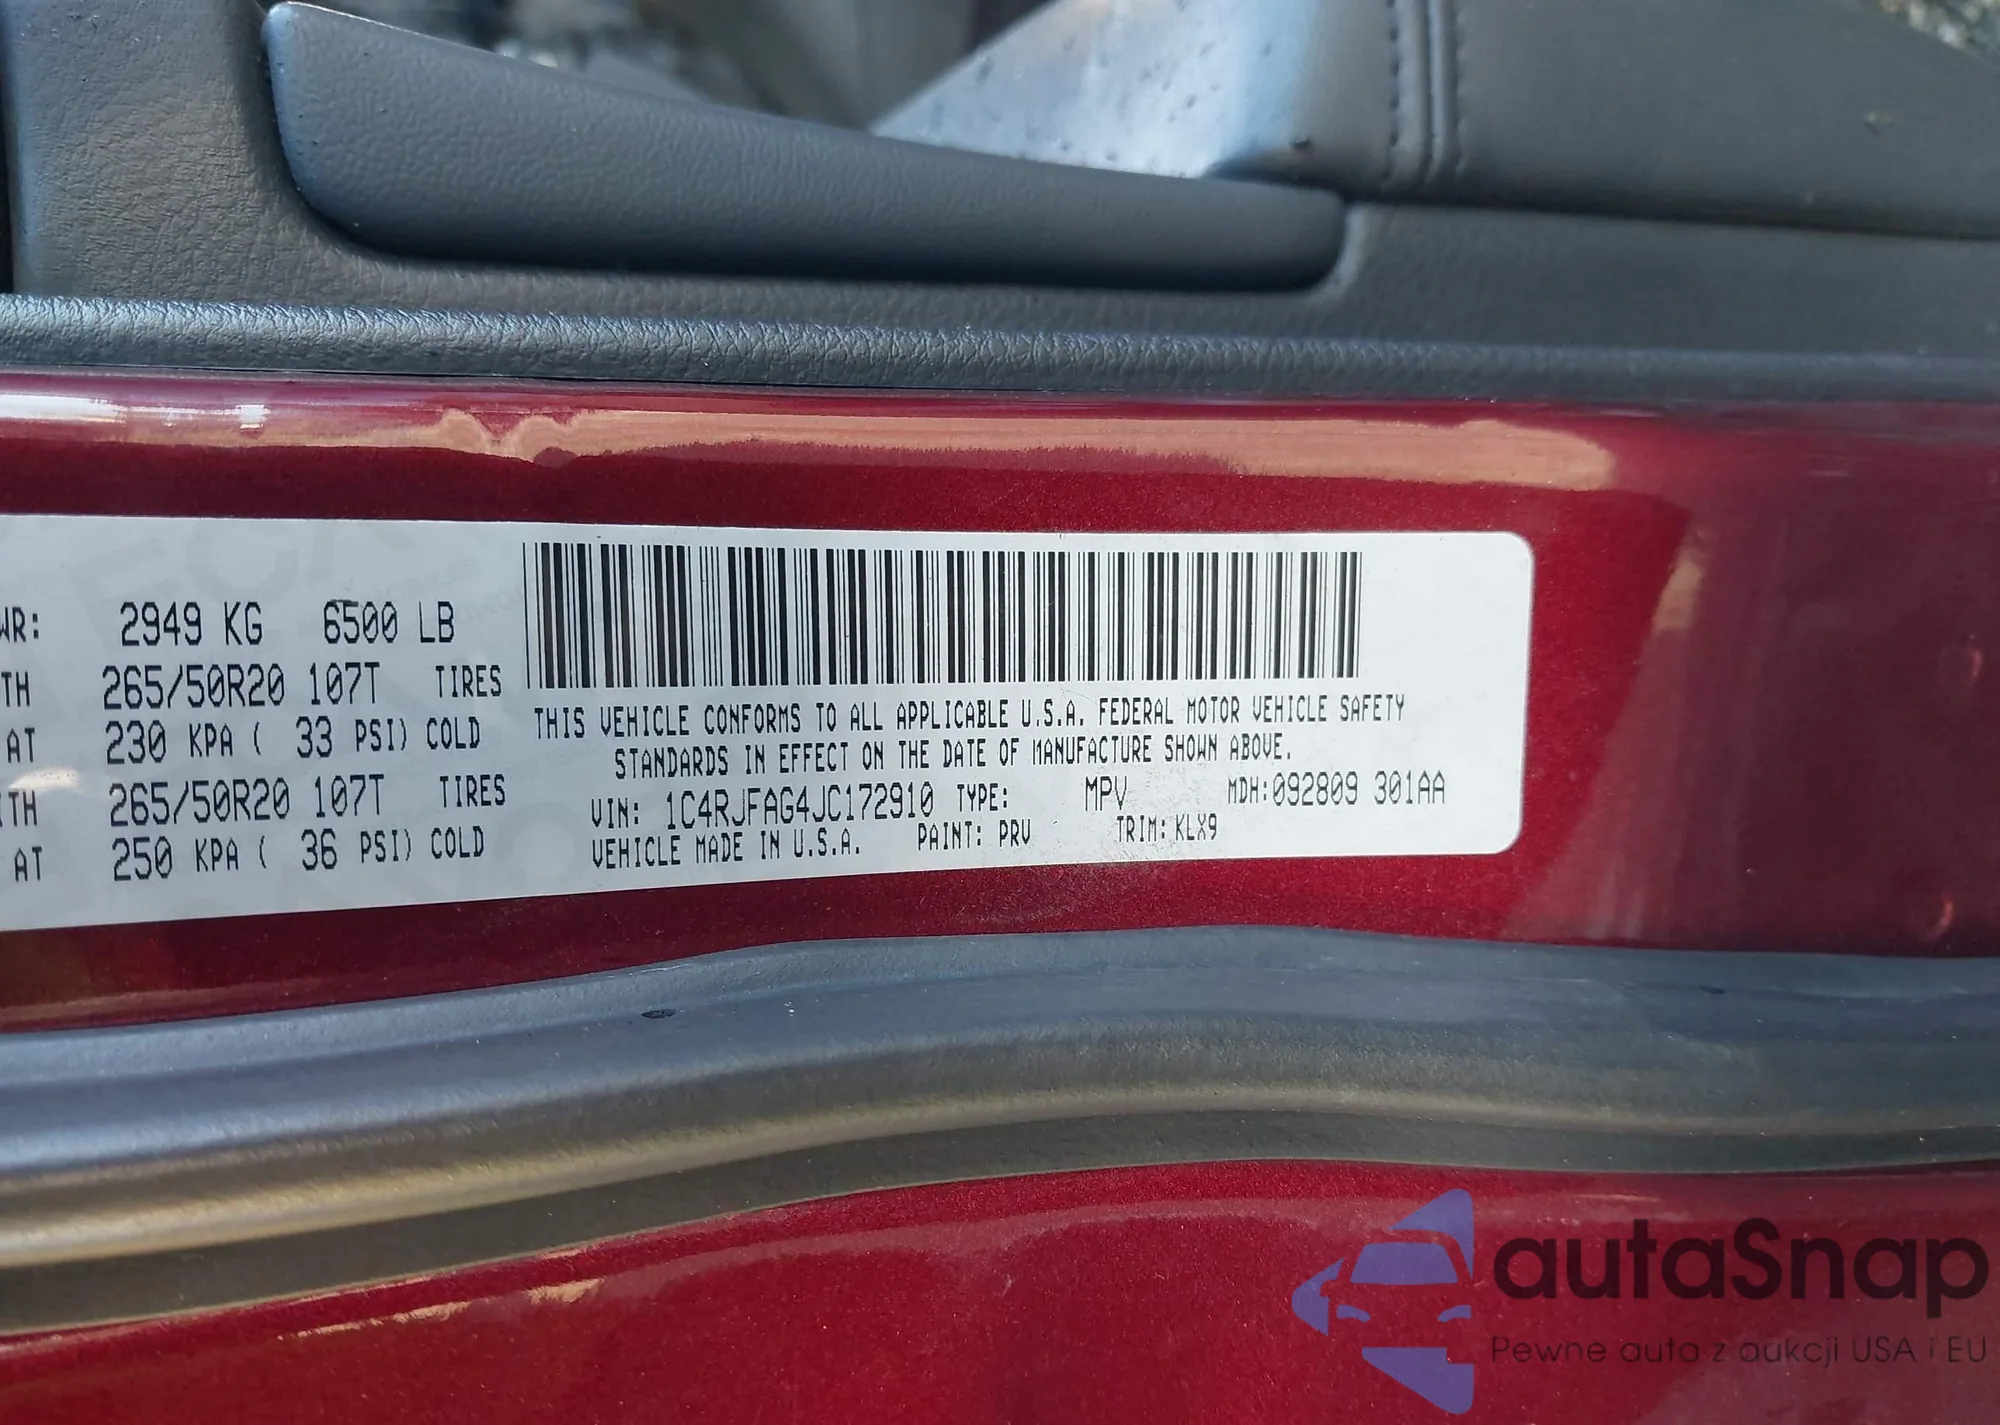 WR: 2949 KG 6500 LB
TH 265/50R20 107T TIRES
AT 230 KPA ( 33 PSI) COLD
ITH 265/50R20 107T TIRES
AT 250 KPA ( 36 PSI) COLD
THIS VEHICLE CONFORMS TO ALL APPLICABLE U.S.A. FEDERAL MOTOR VEHICLE SAFETY
STANDARDS IN EFFECT ON THE DATE OF MANUFACTURE SHOWN ABOVE.
VIN: 1C4RJFAG4JC172910 TYPE: MPV MDH:092809 301AA
VEHICLE MADE IN U.S.A. PAINT: PRV TRIM: KLX9
autaSnap
Pewne auta z aukcji USA i EU